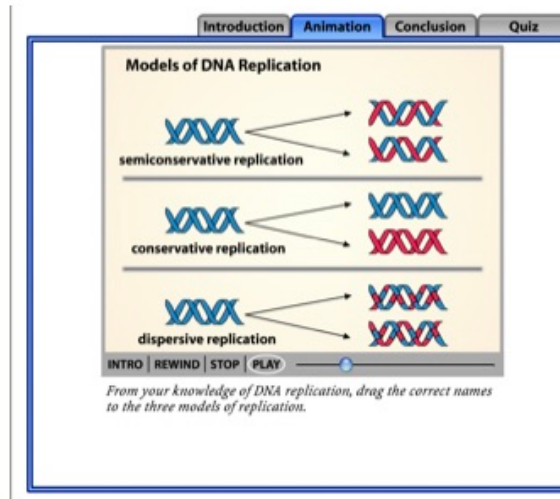 Introduction Animation Conclusion Quiz
Models of DNA Replication
semiconservative replication
conservative replication
dispersive replication
INTRO REWIND STOP PLAY
From your knowledge of DNA replication, drag the correct names
to the three models of replication.